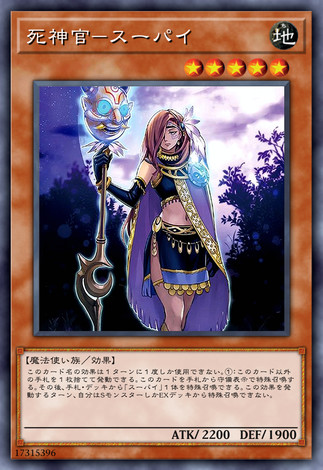 死神官－スーパイ
地
【魔法使い族／効果】
このカード名の効果は１ターンに１度しか使用できない。①：このカード以外
の手札を１枚捨てて発動できる。このカードを手札から守備表示で特殊召喚す
る。その後、手札・デッキから「スーパイ」１体を特殊召喚できる。この効果を発
動するターン、自分はＳモンスターしかEXデッキから特殊召喚できない。
ATK/ 2200 DEF/1900
17315396